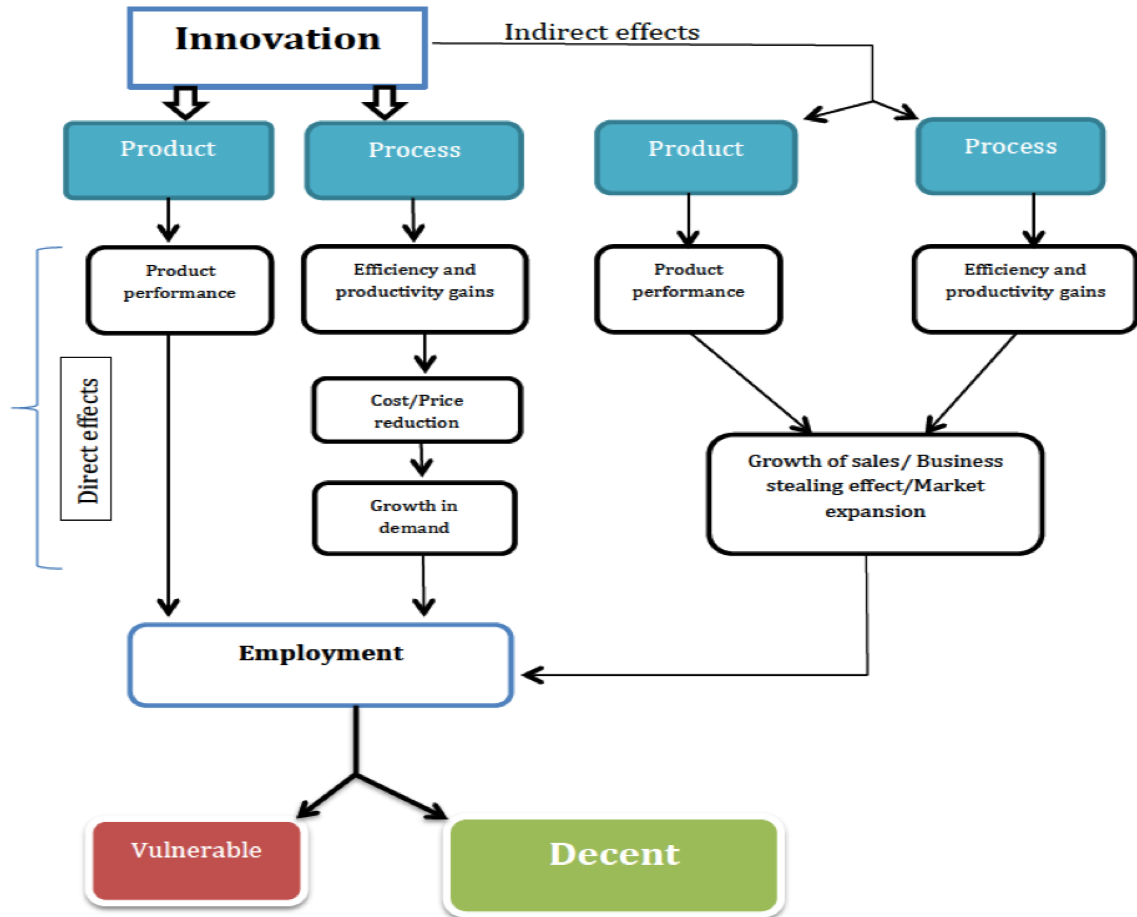 Innovation
Indirect effects
Product
Process
Product
Process
Product
performance
Efficiency and
productivity gains
Product
performance
Efficiency and
productivity gains
Direct effects
Cost/Price
reduction
Growth of sales/ Business
stealing effect/Market
expansion
Growth in
demand
Employment
Vulnerable
Decent